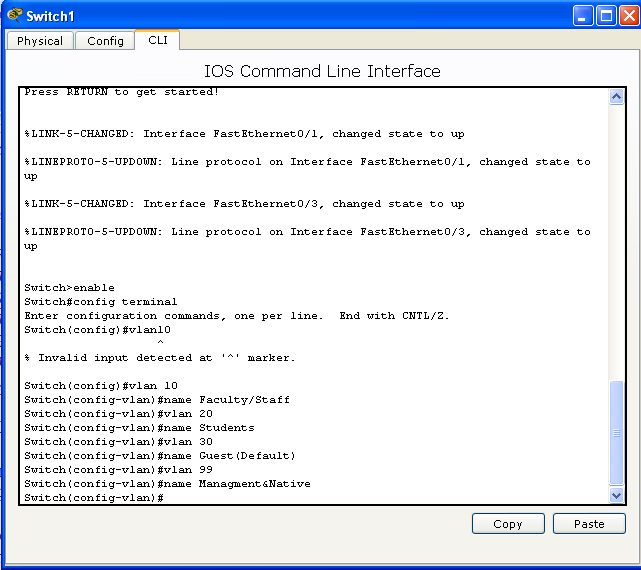 Switch1
Physical Config CLI
IOS Command Line Interface
Press RETURN to get started!
%LINK-5-CHANGED: Interface FastEthernet0/1, changed state to up
%LINEPROTO-5-UPDOWN: Line protocol on Interface FastEthernet0/1, changed state to
up
%LINK-5-CHANGED: Interface FastEthernet0/3, changed state to up
%LINEPROTO-5-UPDOWN: Line protocol on Interface FastEthernet0/3, changed state to
up
Switch>enable
Switch#config terminal
Enter configuration commands, one per line.  End with CNTL/Z.
Switch(config)#vlan10
^
% Invalid input detected at '^' marker.
Switch(config)#vlan 10
Switch(config-vlan)#name Faculty/Staff
Switch(config-vlan)#vlan 20
Switch(config-vlan)#name Students
Switch(config-vlan)#vlan 30
Switch(config-vlan)#name Guest(Default)
Switch(config-vlan)#vlan 99
Switch(config-vlan)#name Managment&Native
Switch(config-vlan)#
Copy Paste